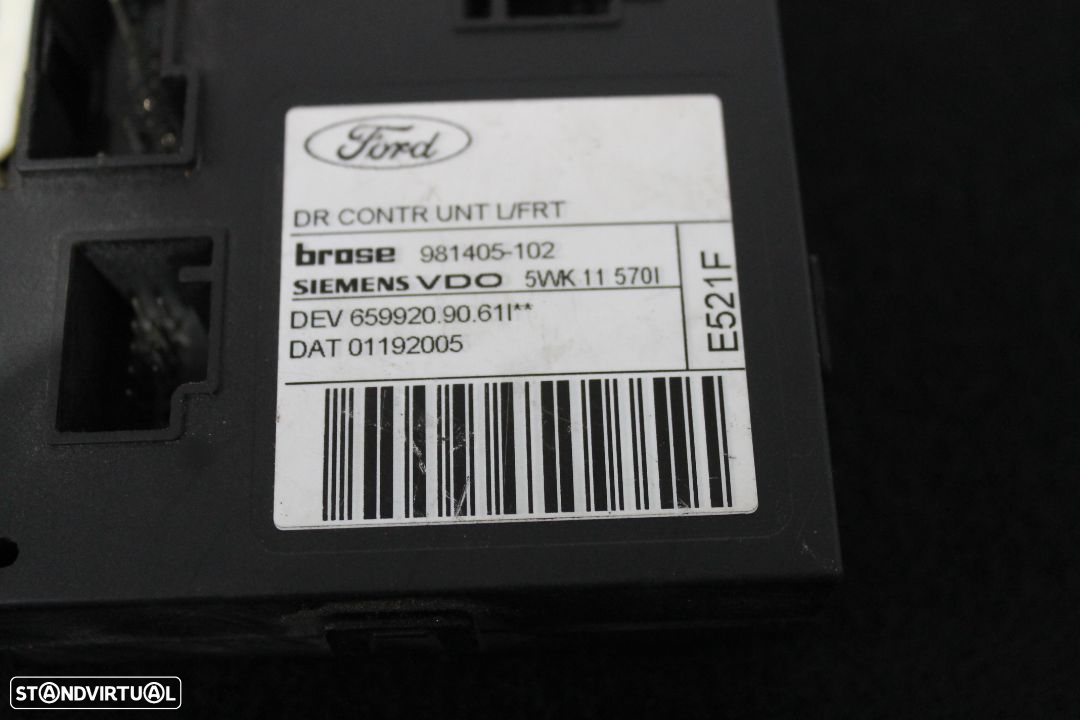 Ford
DR CONTR UNT L/FRT
brose 981405-102
SIEMENS VDO 5WK 11 570I
DEV 659920.90.61I**
DAT 01192005
E521F
STANDVIRTUAL